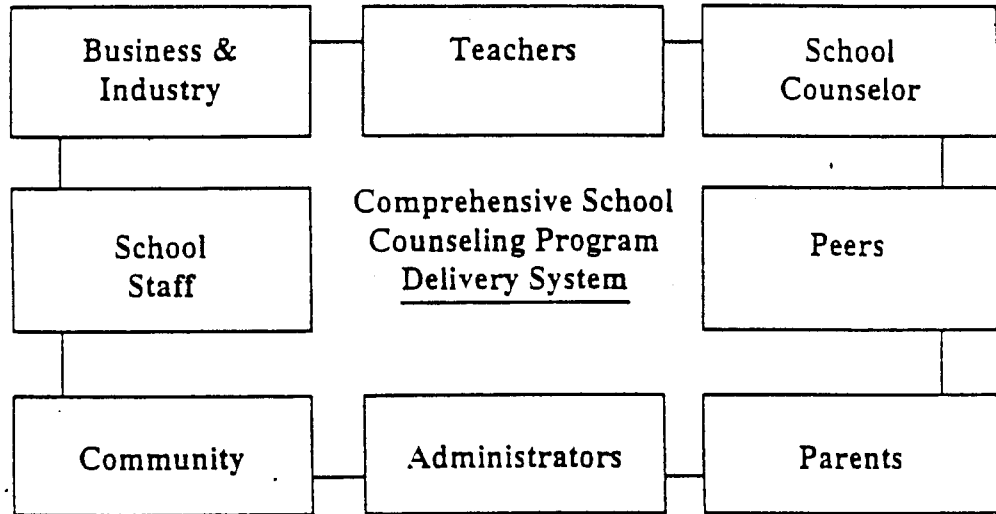 Business &
Industry
Teachers
School
Counselor
School
Staff
Comprehensive School
Counseling Program
Delivery System
Peers
Community
Administrators
Parents